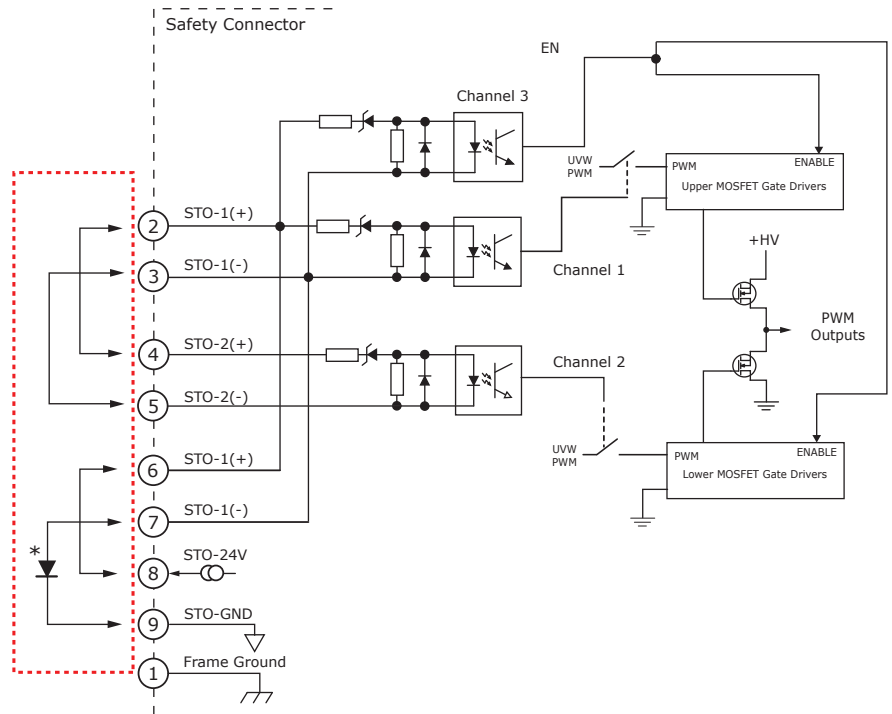 Safety Connector
EN
Channel 3
UVW
PWM
PWM
ENABLE
Upper MOSFET Gate Drivers
2
STO-1(+)
3
STO-1(-)
Channel 1
+HV
PWM
Outputs
4
STO-2(+)
5
STO-2(-)
Channel 2
UVW
PWM
PWM
ENABLE
Lower MOSFET Gate Drivers
6
STO-1(+)
7
STO-1(-)
*
8
STO-24V
9
STO-GND
1
Frame Ground